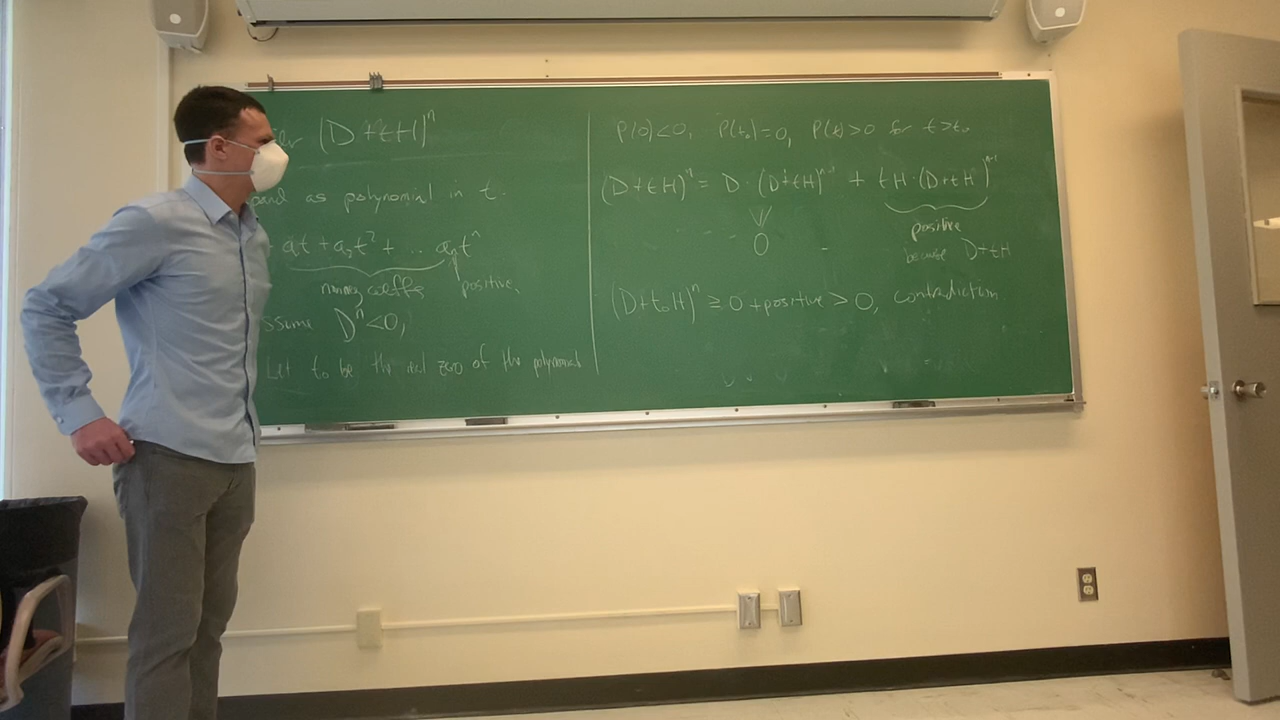 (D + tH)^n
as polynomial in t.
a₁t + a₂t² + ... aₙt^n
nonneg coeffs positive.
D^n < 0,
Let t₀ be the real zero of the polynomial
P(0) < 0, P(t₀) = 0, P(t) > 0 for t > t₀
(D + tH)^n = D · (D + tH)^{n-1} + tH · (D + tH)^{n-1}
0
positive
because D + tH
(D + t₀H)^n ≥ 0 + positive > 0, contradiction